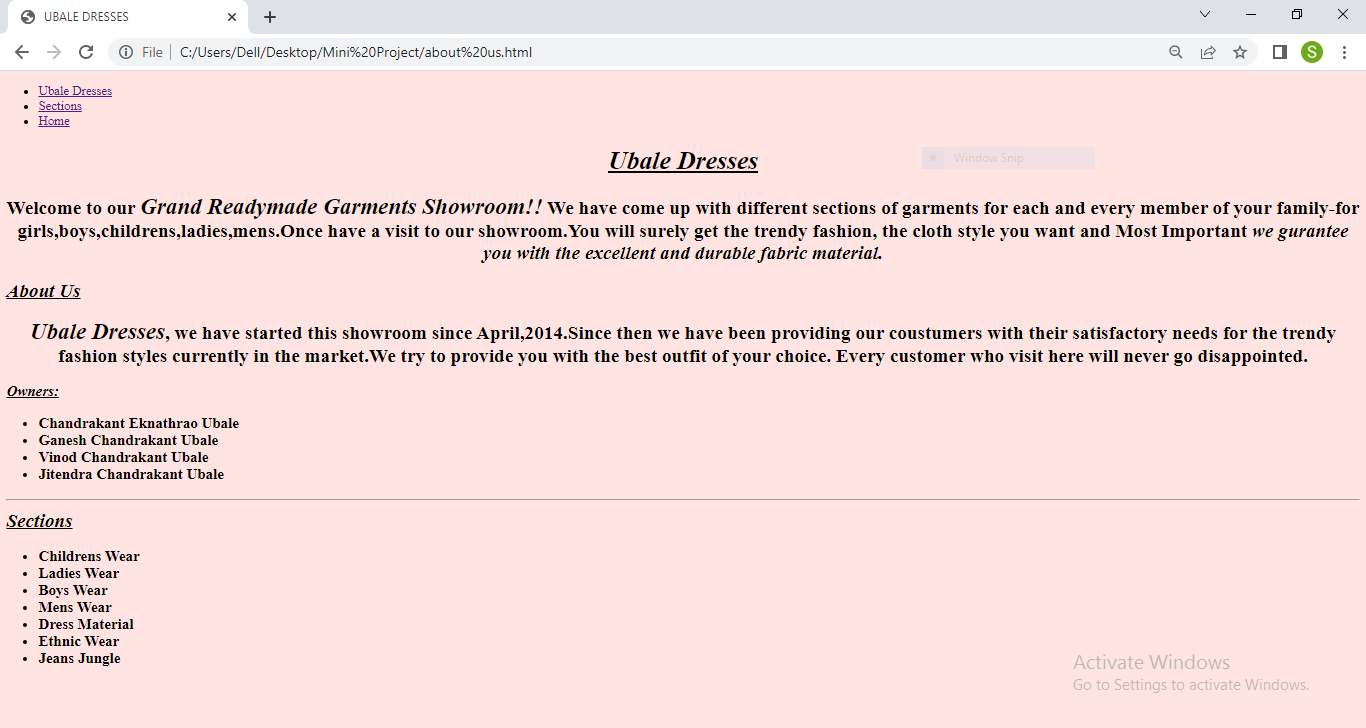 UBALE DRESSES
File C:/Users/Dell/Desktop/Mini%20Project/about%20us.html
S
Ubale Dresses
Sections
Home
Ubale Dresses
Window Snip
Welcome to our Grand Readymade Garments Showroom!! We have come up with different sections of garments for each and every member of your family-for
girls,boys,childrens,ladies,mens.Once have a visit to our showroom.You will surely get the trendy fashion, the cloth style you want and Most Important we gurantee
you with the excellent and durable fabric material.
About Us
Ubale Dresses, we have started this showroom since April,2014.Since then we have been providing our coustumers with their satisfactory needs for the trendy
fashion styles currently in the market.We try to provide you with the best outfit of your choice. Every customer who visit here will never go disappointed.
Owners:
Chandrakant Eknathrao Ubale
Ganesh Chandrakant Ubale
Vinod Chandrakant Ubale
Jitendra Chandrakant Ubale
Sections
Childrens Wear
Ladies Wear
Boys Wear
Mens Wear
Dress Material
Ethnic Wear
Jeans Jungle
Activate Windows
Go to Settings to activate Windows.